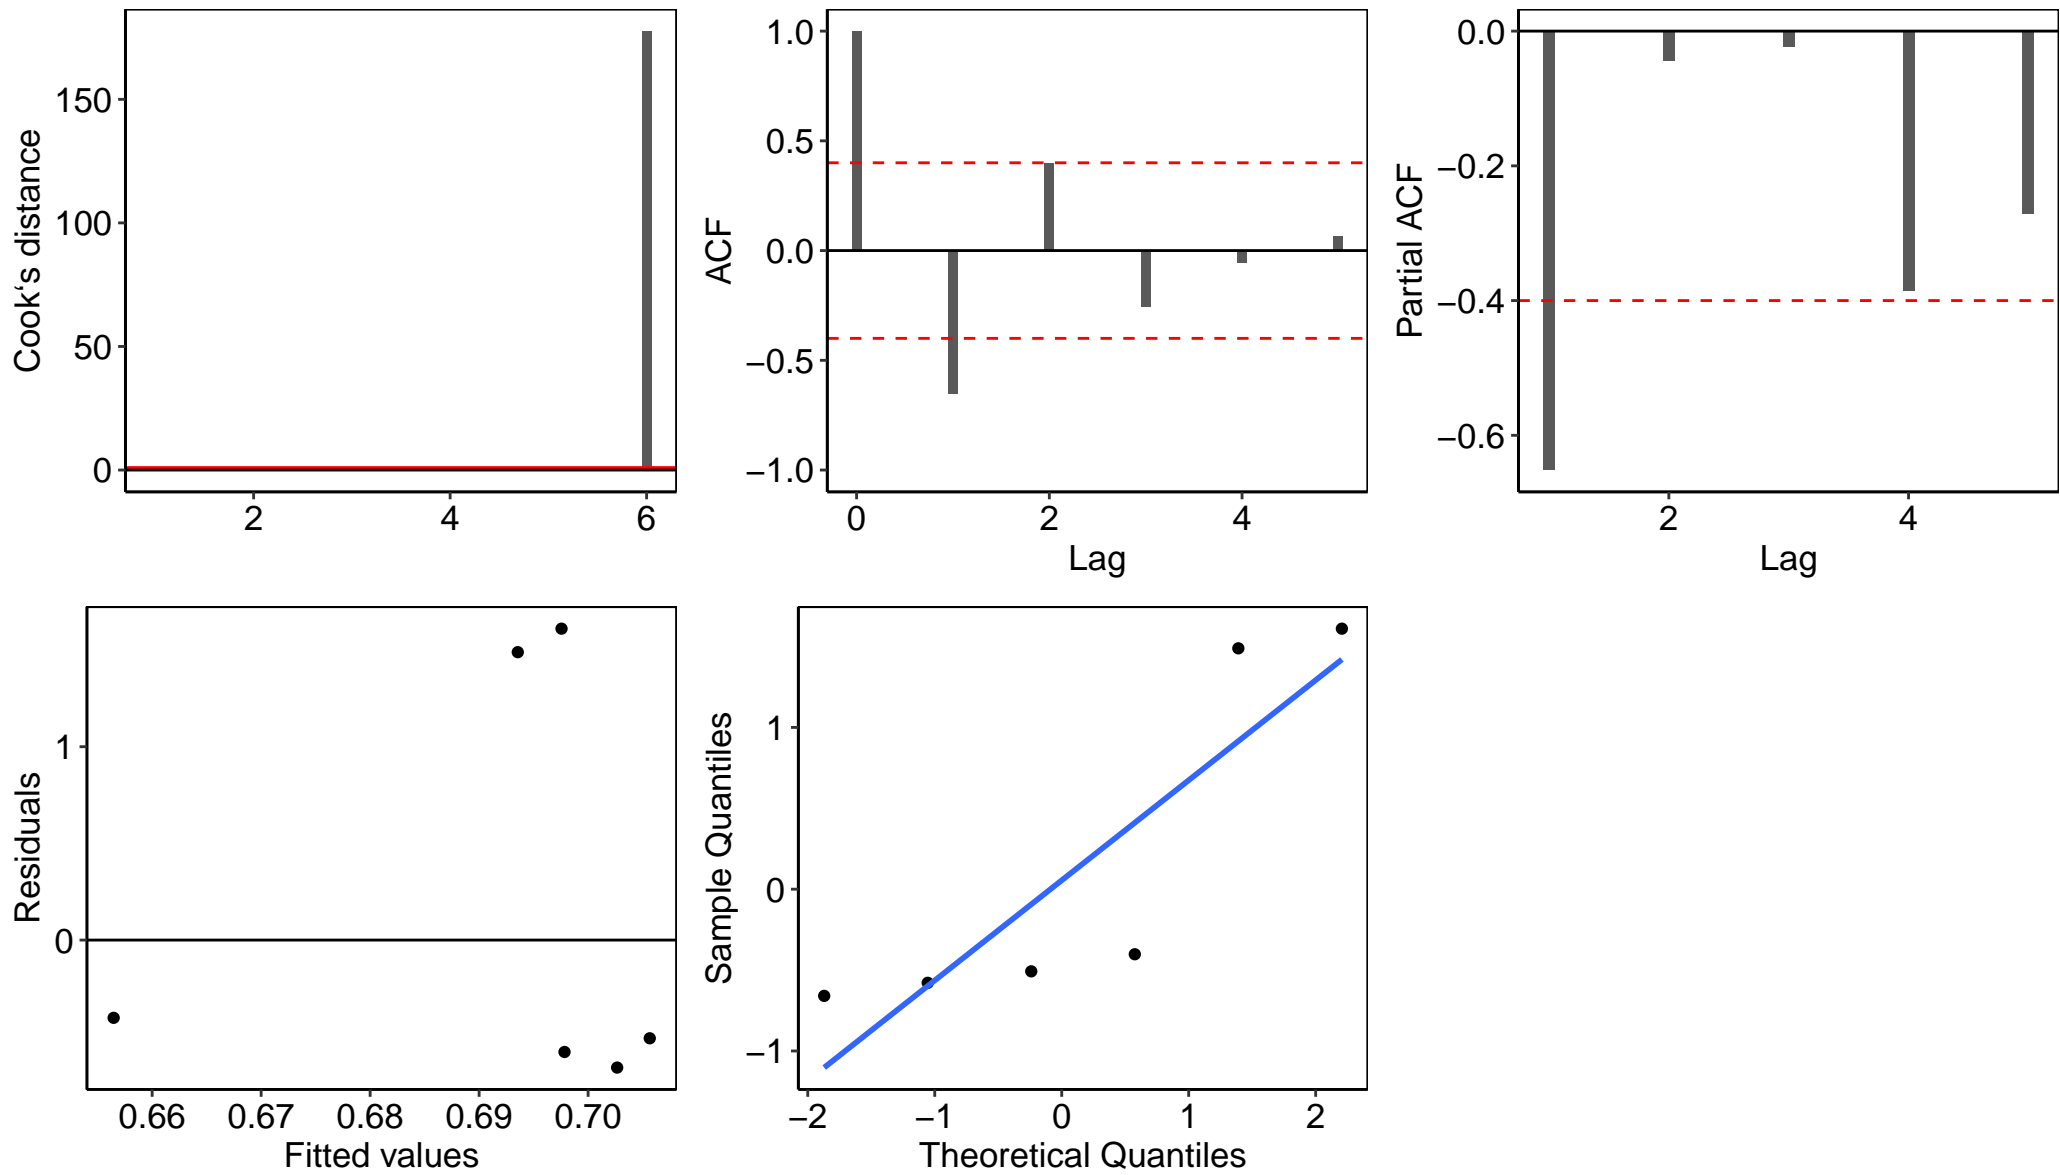 Cook‘s distance
150
100
50
0
2 4 6
ACF
1.0
0.5
0.0
−0.5
−1.0
0 2 4
Lag
Partial ACF
0.0
−0.2
−0.4
−0.6
2 4
Lag
Residuals
1
0
0.66 0.67 0.68 0.69 0.70
Fitted values
Sample Quantiles
1
0
−1
−2 −1 0 1 2
Theoretical Quantiles